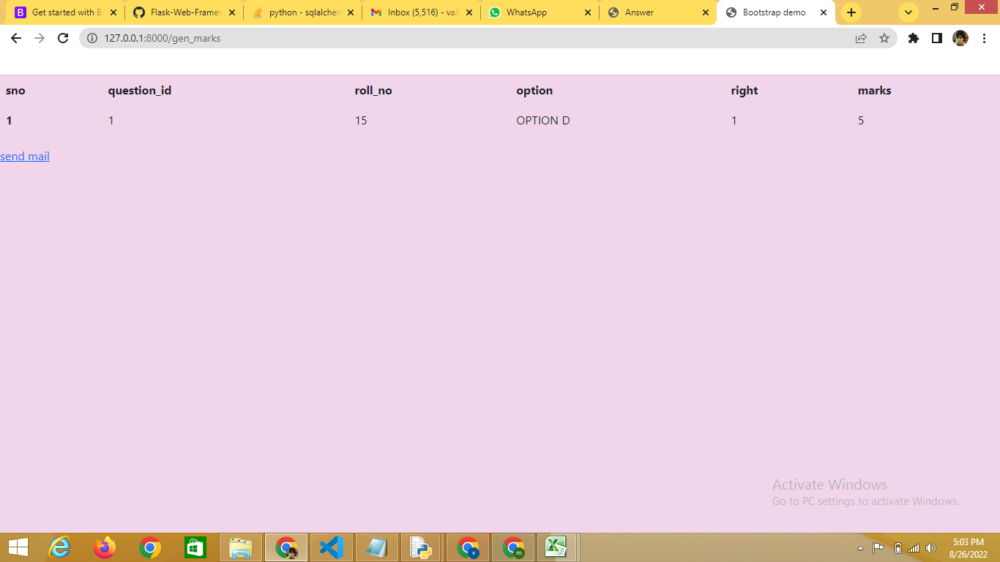 Get started with B
Flask-Web-Framew
python - sqlalchem
Inbox (5,516) - vail
WhatsApp
Answer
Bootstrap demo
127.0.0.1:8000/gen_marks
sno question_id roll_no option right marks
1 1 15 OPTION D 1 5
send mail
Activate Windows
Go to PC settings to activate Windows.
5:03 PM
8/26/2022